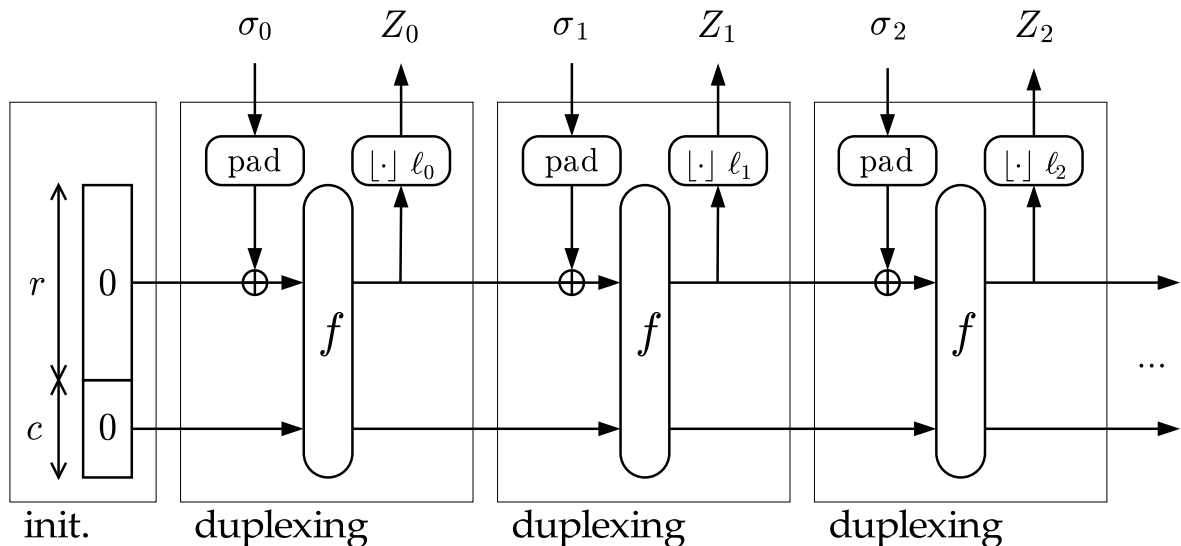 σ₀ Z₀ σ₁ Z₁ σ₂ Z₂
pad ⌊·⌋ ℓ₀ pad ⌊·⌋ ℓ₁ pad ⌊·⌋ ℓ₂
r 0
f f f
...
c 0
init. duplexing duplexing duplexing